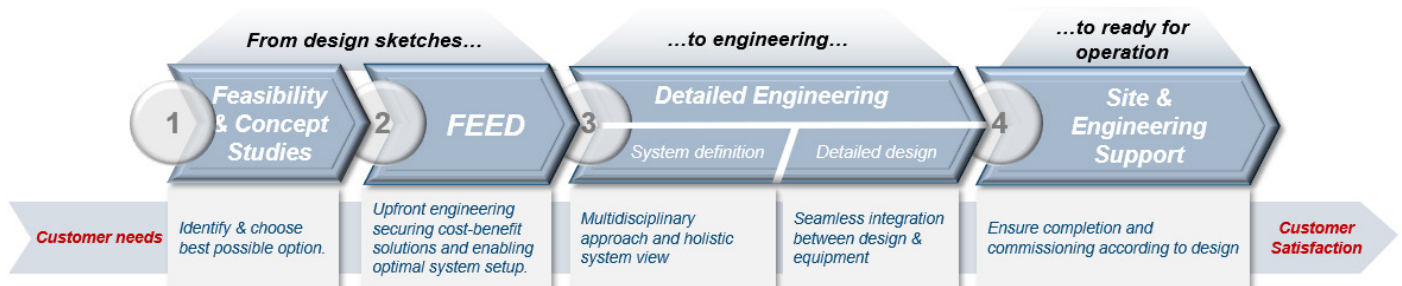 From design sketches…
…to engineering…
…to ready for
operation
1
Feasibility
& Concept
Studies
2
FEED
3
Detailed Engineering
System definition
Detailed design
4
Site &
Engineering
Support
Customer needs
Identify & choose
best possible option.
Upfront engineering
securing cost-benefit
solutions and enabling
optimal system setup.
Multidisciplinary
approach and holistic
system view
Seamless integration
between design &
equipment
Ensure completion and
commissioning according to design
Customer
Satisfaction